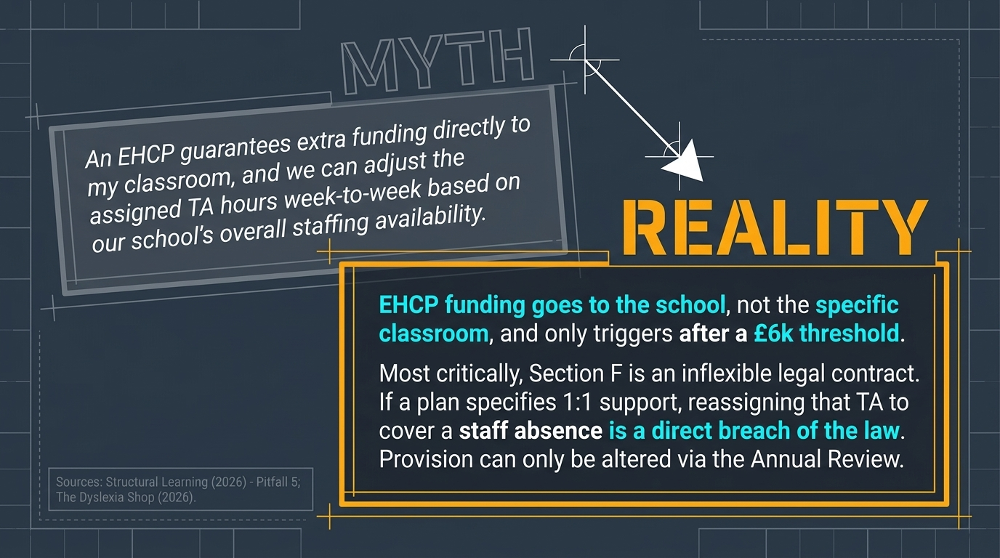 MYTH
An EHCP guarantees extra funding directly to
my classroom, and we can adjust the
assigned TA hours week-to-week based on
our school's overall staffing availability.
REALITY
EHCP funding goes to the school, not the specific
classroom, and only triggers after a £6k threshold.
Most critically, Section F is an inflexible legal contract.
If a plan specifies 1:1 support, reassigning that TA to
cover a staff absence is a direct breach of the law.
Provision can only be altered via the Annual Review.
Sources: Structural Learning (2026) - Pitfall 5;
The Dyslexia Shop (2026).